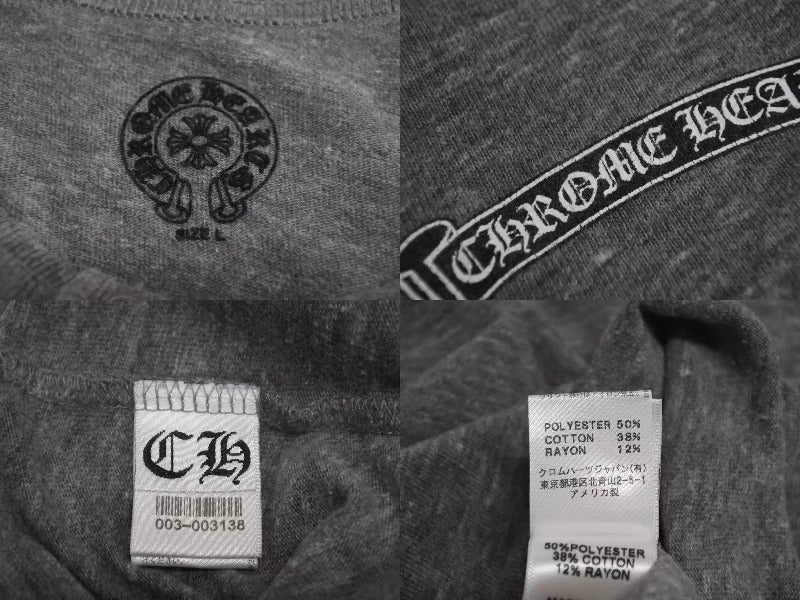 CHROME HEARTS
SIZE L
CHROME HEA
CH
003-003138
POLYESTER 50%
COTTON 38%
RAYON 12%
クロムハーツジャパン(有)
東京都港区北青山2-5-1
アメリカ製
50%POLYESTER
38% COTTON
12% RAYON